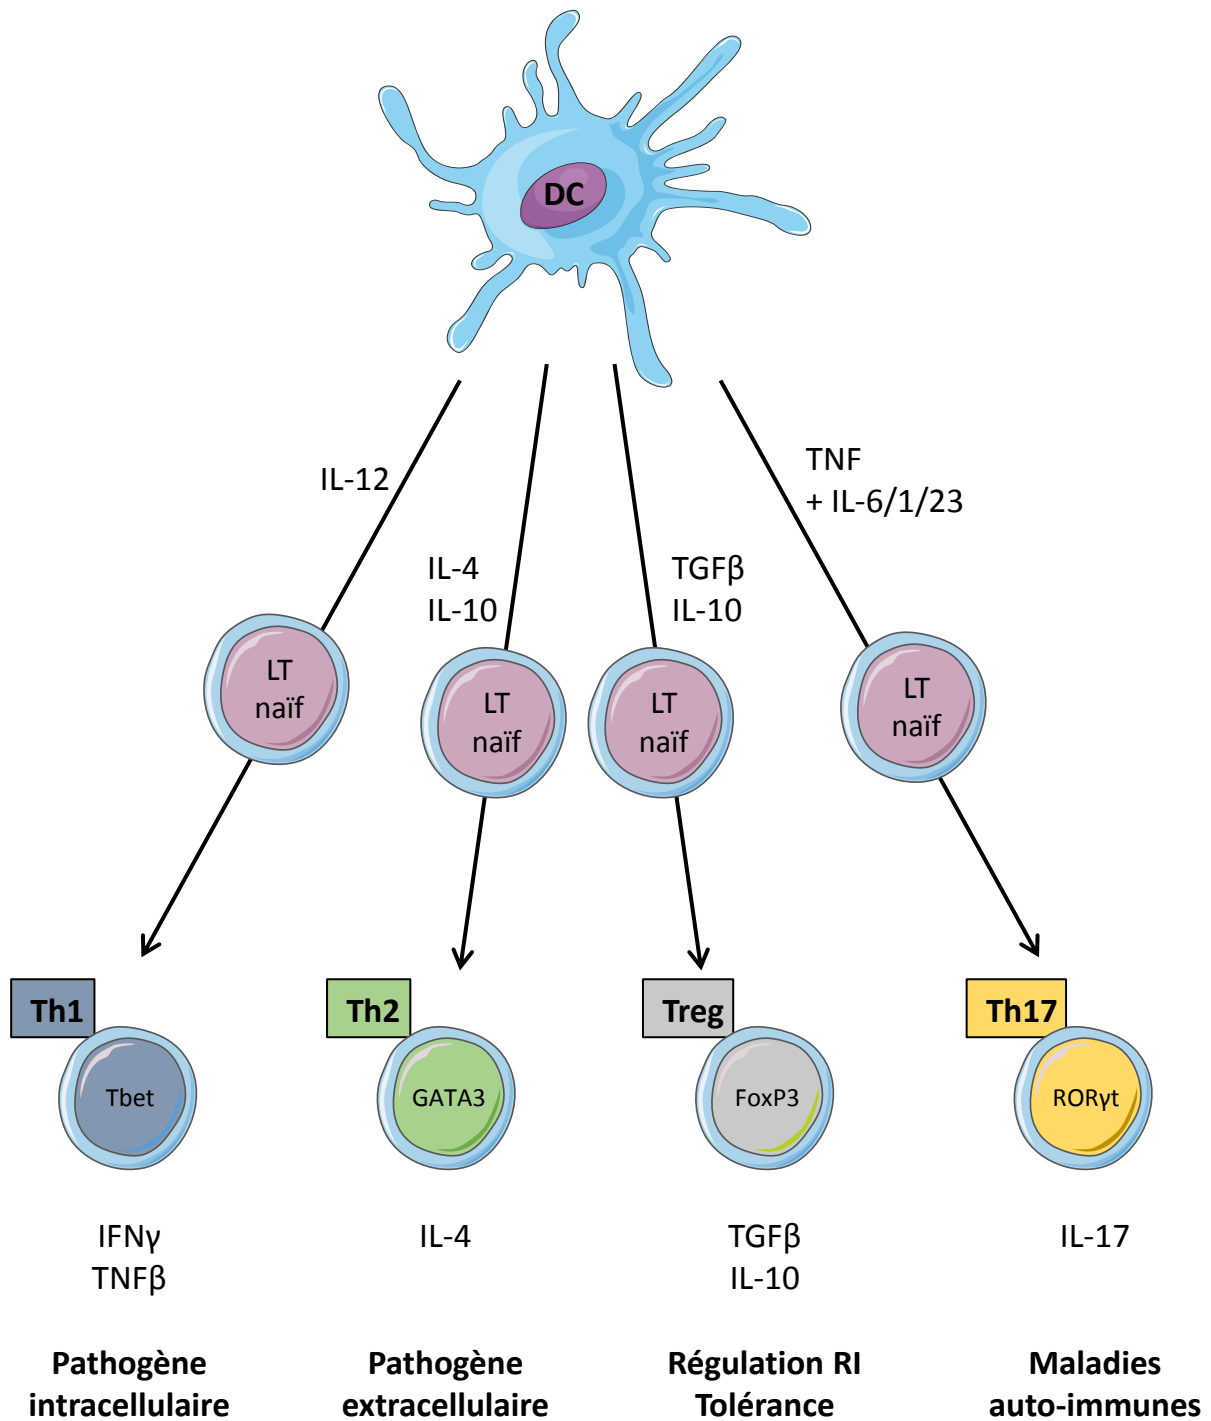 DC
IL-12
TNF
+ IL-6/1/23
IL-4
IL-10
TGFβ
IL-10
LT
naïf
LT
naïf
LT
naïf
LT
naïf
Th1
Th2
Treg
Th17
Tbet
GATA3
FoxP3
RORγt
IFNγ
TNFβ
IL-4
TGFβ
IL-10
IL-17
Pathogène
intracellulaire
Pathogène
extracellulaire
Régulation RI
Tolérance
Maladies
auto-immunes